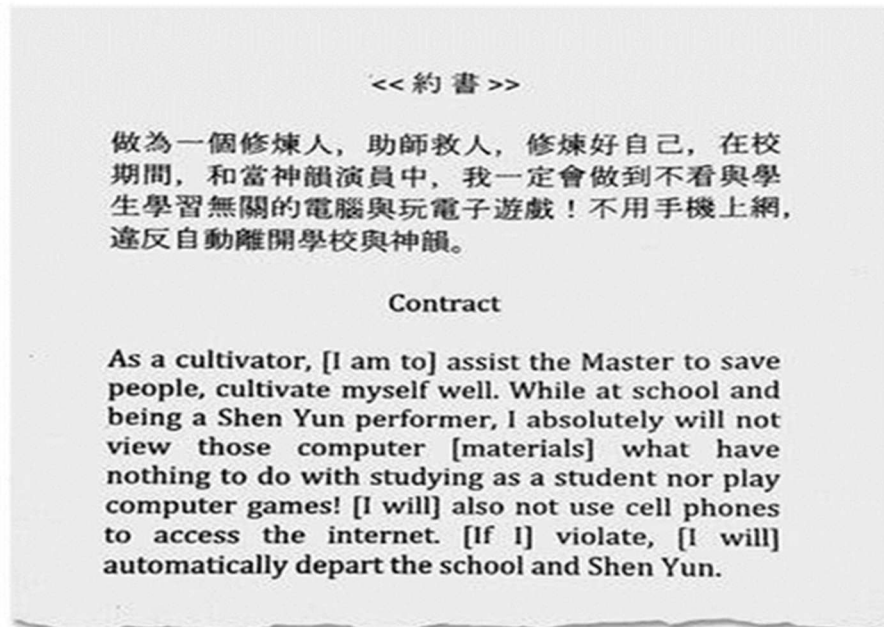 <<約書>>
做為一個修煉人，助師救人，修煉好自己，在校
期間，和當神韻演員中，我一定會做到不看與學
生學習無關的電腦與玩電子遊戲！不用手機上網，
違反自動離開學校與神韻。
Contract
As a cultivator, [I am to] assist the Master to save
people, cultivate myself well. While at school and
being a Shen Yun performer, I absolutely will not
view those computer [materials] what have
nothing to do with studying as a student nor play
computer games! [I will] also not use cell phones
to access the internet. [If I] violate, [I will]
automatically depart the school and Shen Yun.